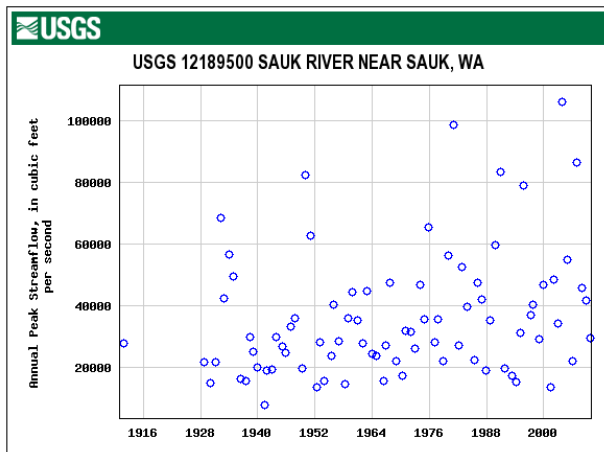 USGS
USGS 12189500 SAUK RIVER NEAR SAUK, WA
Annual Peak Streamflow, in cubic feet
per second
100000
80000
60000
40000
20000
1916 1928 1940 1952 1964 1976 1988 2000